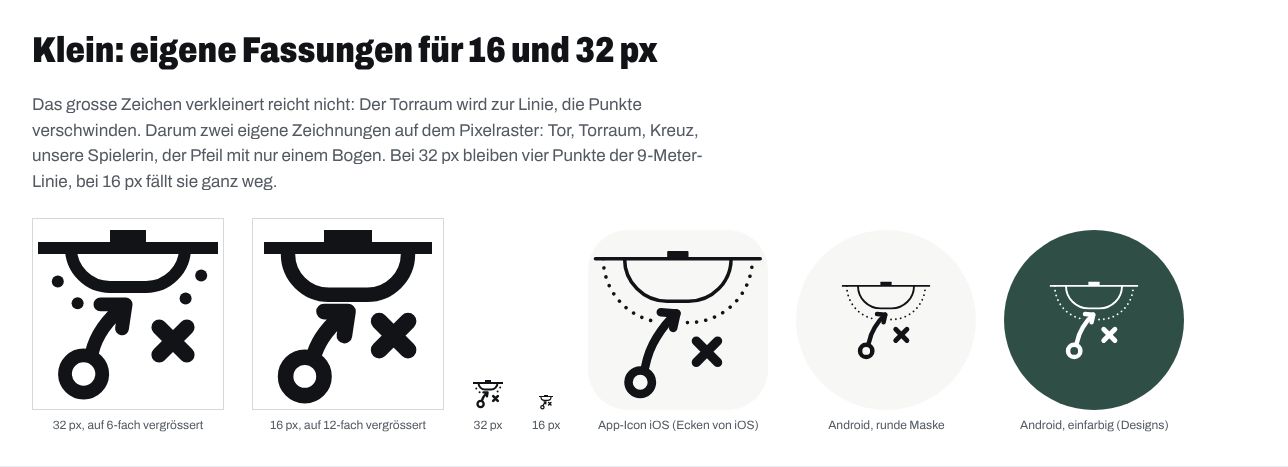 Klein: eigene Fassungen für 16 und 32 px
Das grosse Zeichen verkleinert reicht nicht: Der Torraum wird zur Linie, die Punkte
verschwinden. Darum zwei eigene Zeichnungen auf dem Pixelraster: Tor, Torraum, Kreuz,
unsere Spielerin, der Pfeil mit nur einem Bogen. Bei 32 px bleiben vier Punkte der 9-Meter-
Linie, bei 16 px fällt sie ganz weg.
32 px, auf 6-fach vergrössert
16 px, auf 12-fach vergrössert
32 px
16 px
App-Icon iOS (Ecken von iOS)
Android, runde Maske
Android, einfarbig (Designs)